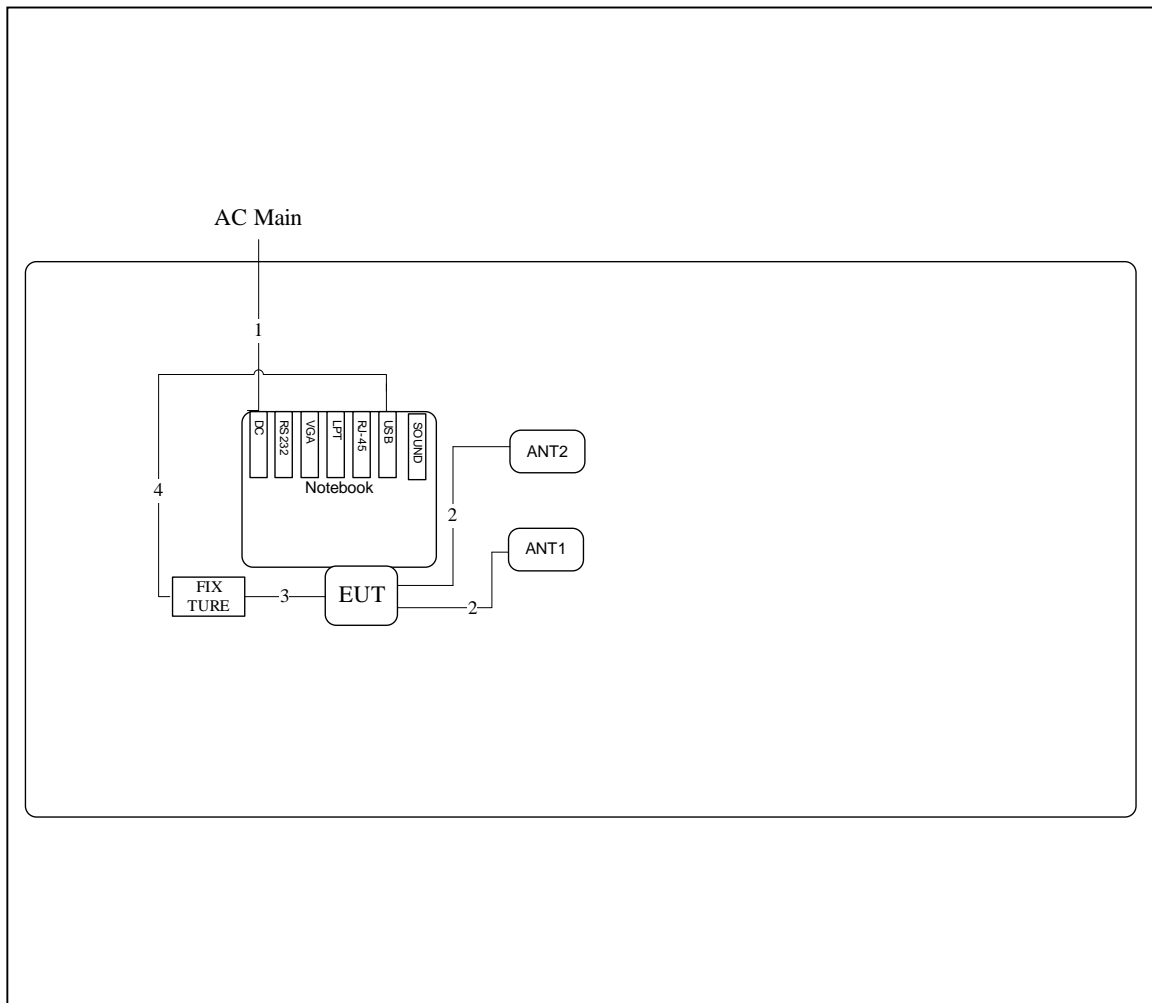 AC Main
1
DC
RS232
VGA
LPT
RJ-45
USB
SOUND
Notebook
ANT2
4
2
ANT1
FIX
TURE
3
EUT
2